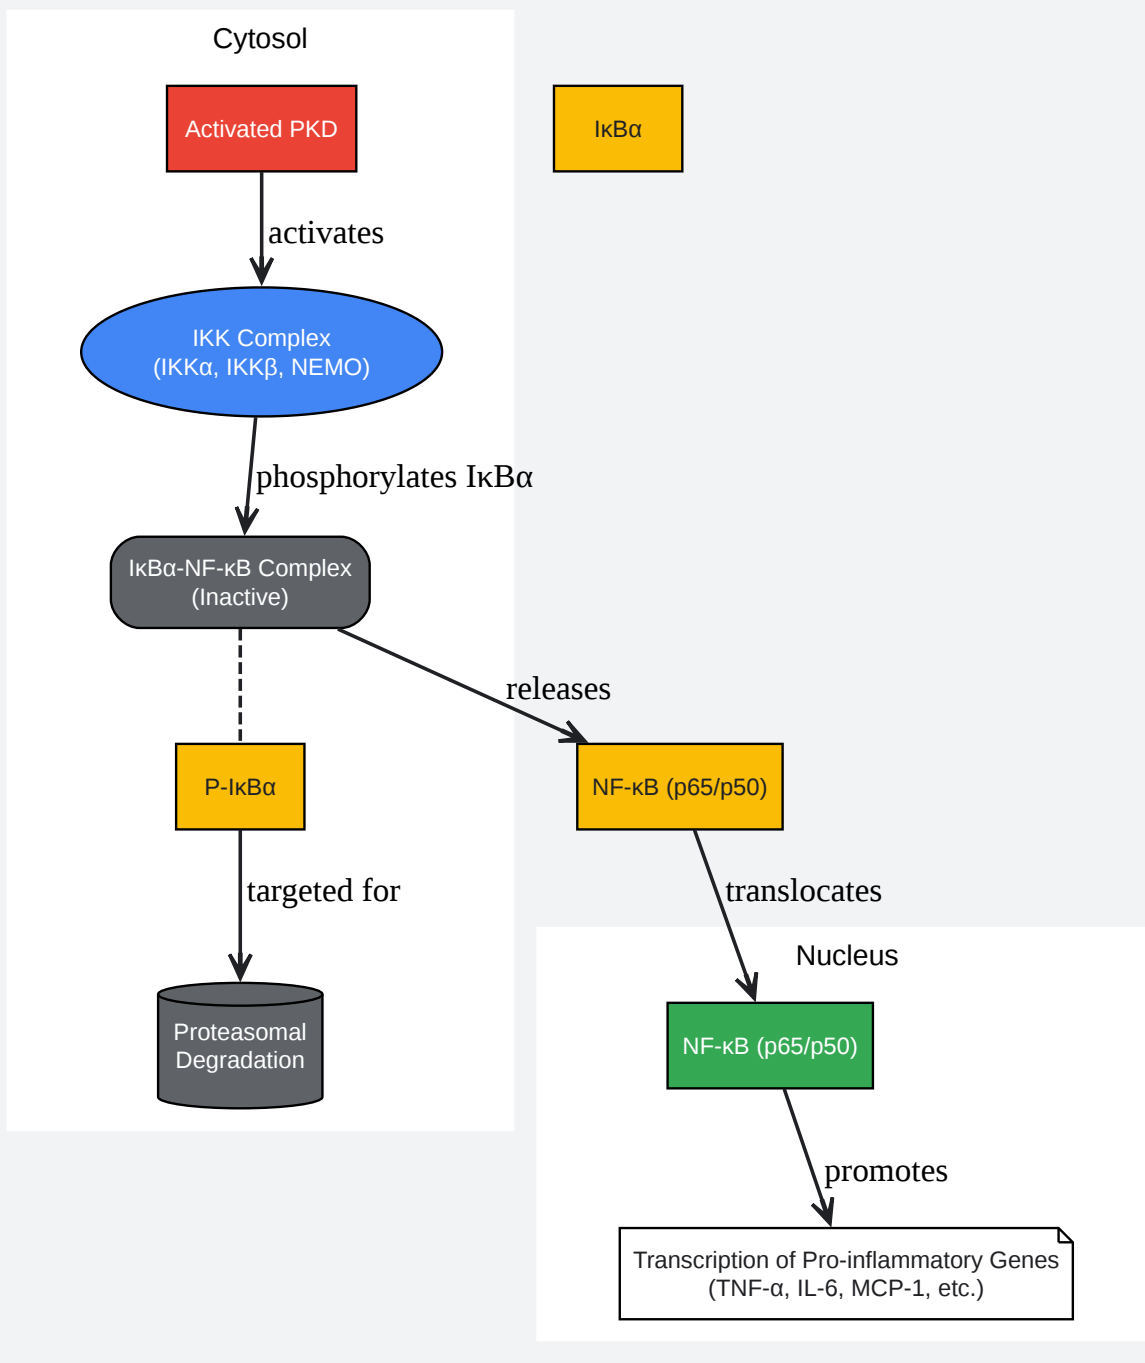 Cytosol
Activated PKD
IκBα
activates
IKK Complex
(IKKα, IKKβ, NEMO)
phosphorylates IκBα
IκBα-NF-κB Complex
(Inactive)
releases
P-IκBα
NF-κB (p65/p50)
targeted for
translocates
Nucleus
Proteasomal
Degradation
NF-κB (p65/p50)
promotes
Transcription of Pro-inflammatory Genes
(TNF-α, IL-6, MCP-1, etc.)